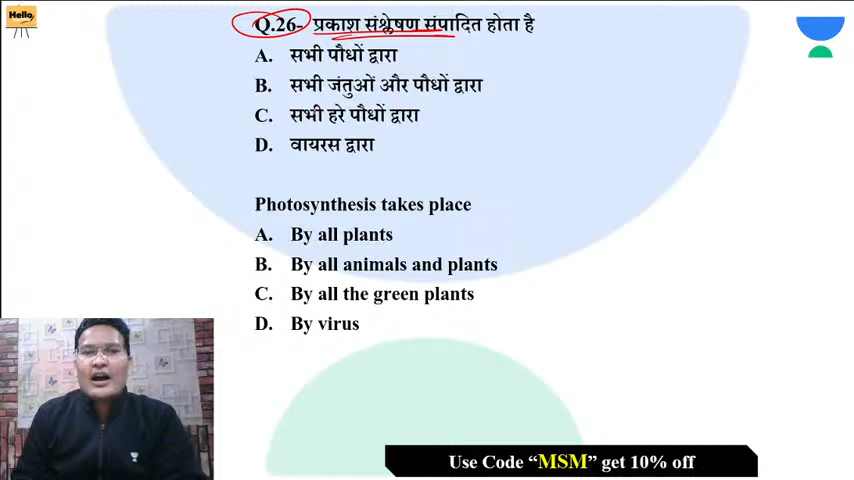 Hello
Q.26- प्रकाश संश्लेषण संपादित होता है
A. सभी पौधों द्वारा
B. सभी जंतुओं और पौधों द्वारा
C. सभी हरे पौधों द्वारा
D. वायरस द्वारा
Photosynthesis takes place
A. By all plants
B. By all animals and plants
C. By all the green plants
D. By virus
Use Code “MSM” get 10% off